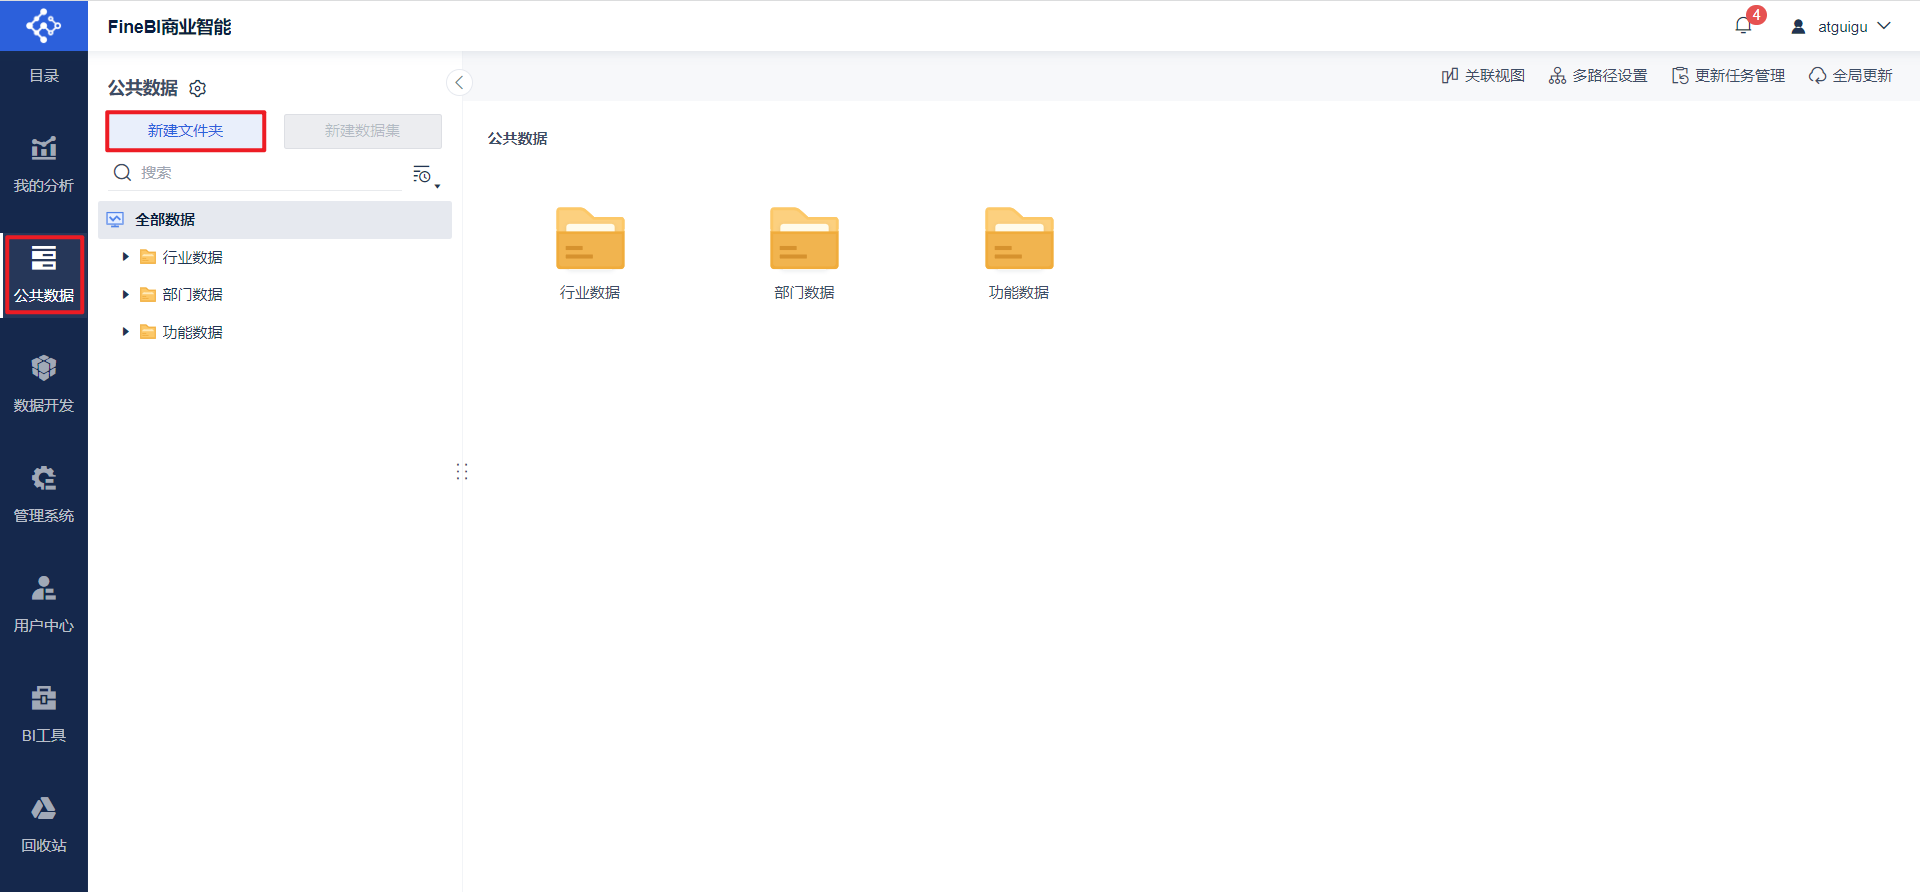 FineBI商业智能
4
atguigu
目录
我的分析
公共数据
数据开发
管理系统
用户中心
BI工具
回收站
公共数据
新建文件夹
新建数据集
搜索
全部数据
行业数据
部门数据
功能数据
关联视图
多路径设置
更新任务管理
全局更新
公共数据
行业数据
部门数据
功能数据